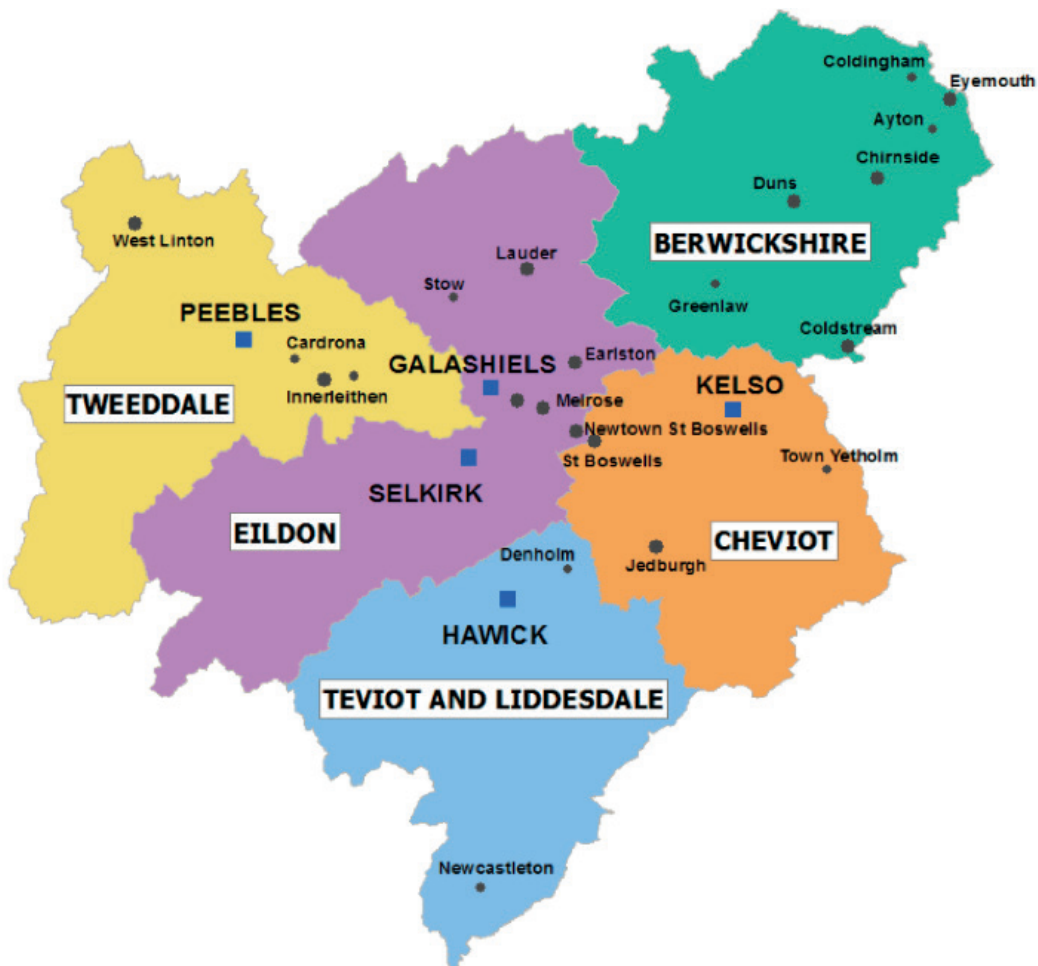 Coldingham
Eyemouth
Ayton
Chirnside
Duns
West Linton
BERWICKSHIRE
Lauder
Stow
Greenlaw
PEEBLES
Coldstream
Cardrona
GALASHIELS
Earlston
KELSO
Innerleithen
TWEEDDALE
Melrose
Newtown St Boswells
St Boswells
Town Yetholm
SELKIRK
EILDON
CHEVIOT
Denholm
Jedburgh
HAWICK
TEVIOT AND LIDDESDALE
Newcastleton